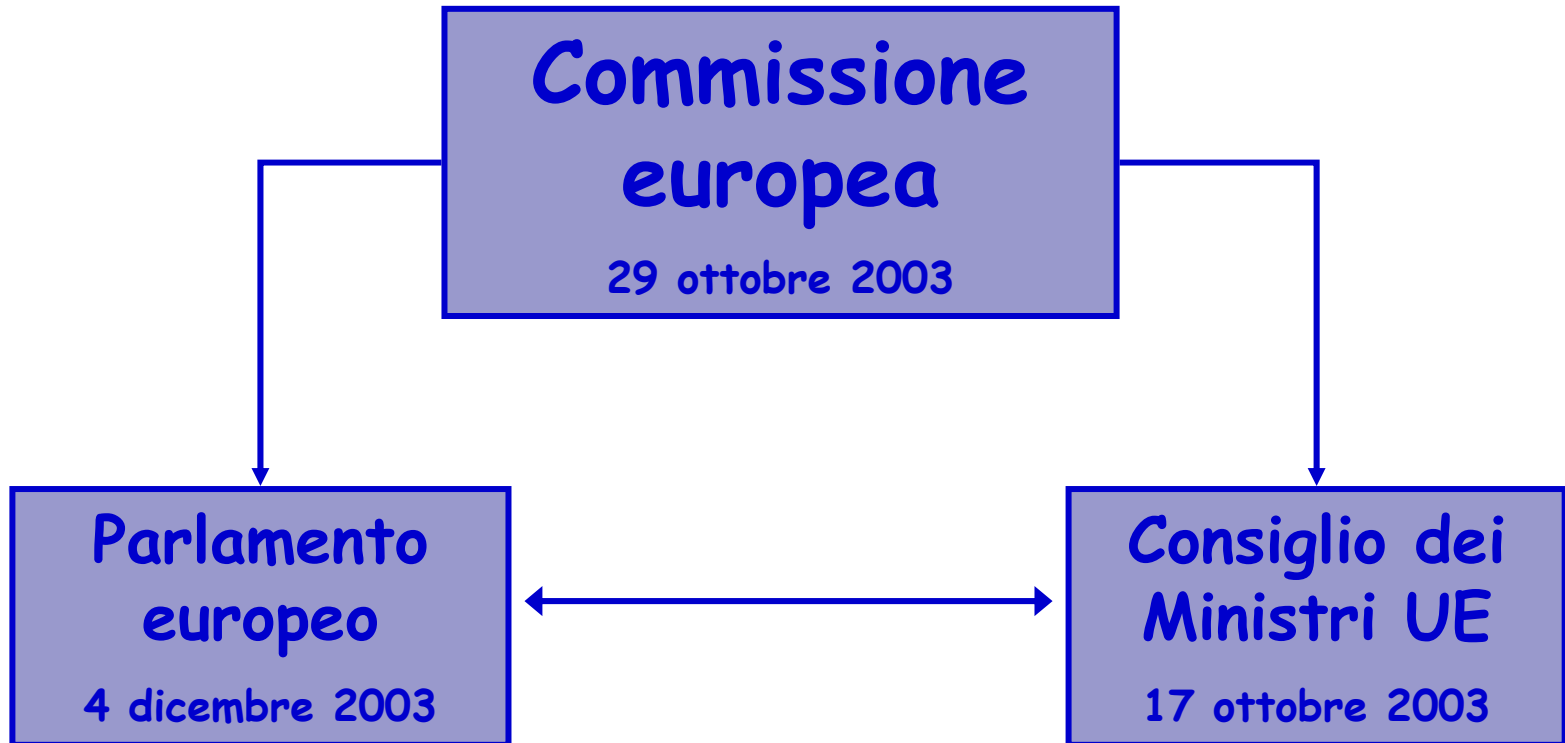 Commissione
europea
29 ottobre 2003
Parlamento
europeo
4 dicembre 2003
Consiglio dei
Ministri UE
17 ottobre 2003